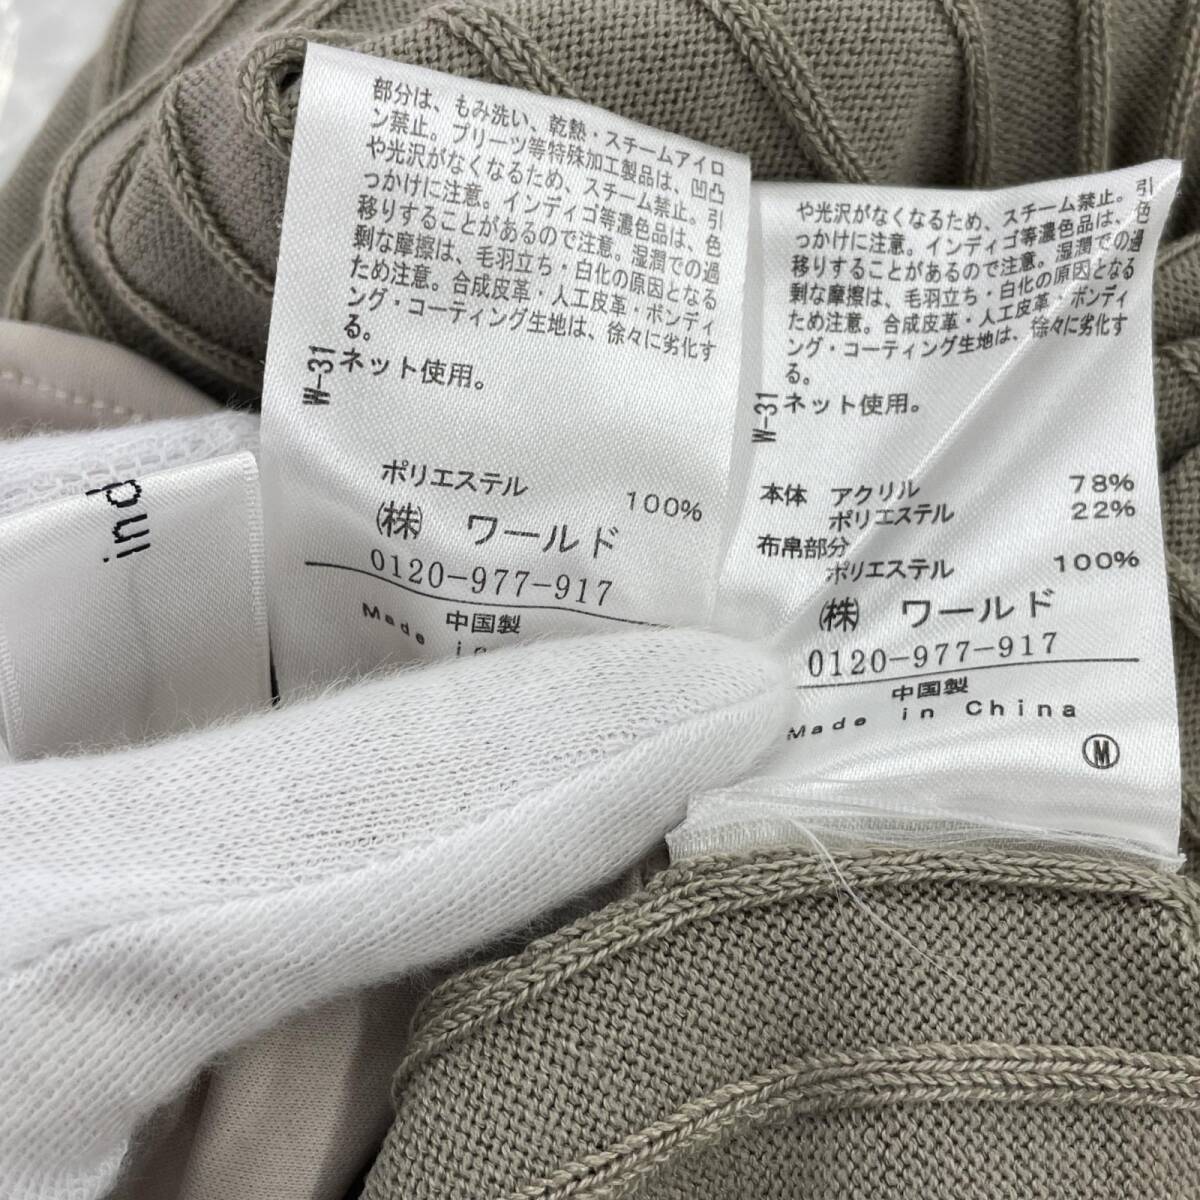 indi
部分は、もみ洗い、乾熱・スチームアイロ
ン禁止。プリーツ等特殊加工製品は、凹凸
や光沢がなくなるため、スチーム禁止。引
っかけに注意。インディゴ等濃色品は、色
移りすることがあるので注意。湿潤での過
剰な摩擦は、毛羽立ち・白化の原因となる
ため注意。合成皮革・人工皮革・ボンディ
ング・コーティング生地は、徐々に劣化す
る。
W-31
ネット使用。
ポリエステル 100%
(株) ワールド
0120-977-917
中国製
Made in
や光沢がなくなるため、スチーム禁止。引
っかけに注意。インディゴ等濃色品は、色
移りすることがあるので注意。湿潤での過
剰な摩擦は、毛羽立ち・白化の原因となる
ため注意。合成皮革・人工皮革・ボンディ
ング・コーティング生地は、徐々に劣化す
る。
W-31
ネット使用。
本体 アクリル 78%
ポリエステル 22%
布帛部分
ポリエステル 100%
(株) ワールド
0120-977-917
中国製
Made in China
Ⓜ